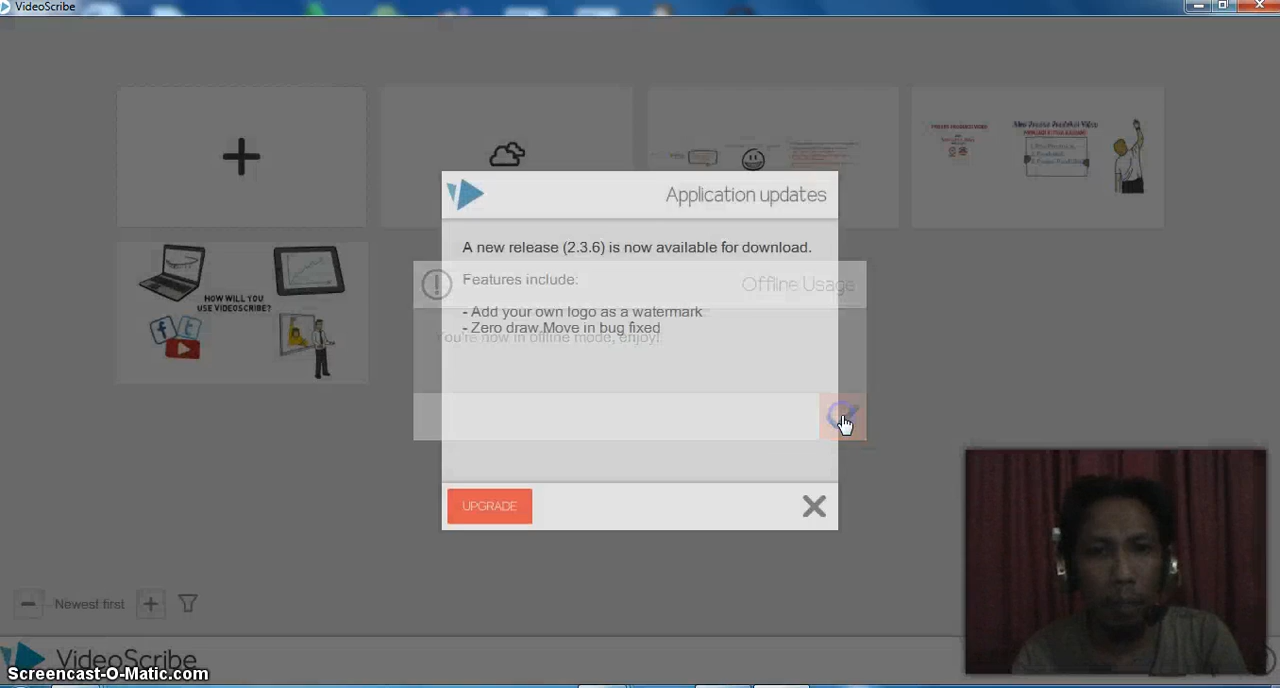 VideoScribe
Application updates
A new release (2.3.6) is now available for download.
Features include:
Offline Usage
- Add your own logo as a watermark
- Zero draw Move in bug fixed
You're now in offline mode, enjoy!
HOW WILL YOU
USE VIDEOSCRIBE?
UPGRADE
Newest first
VideoScribe
Screencast-O-Matic.com